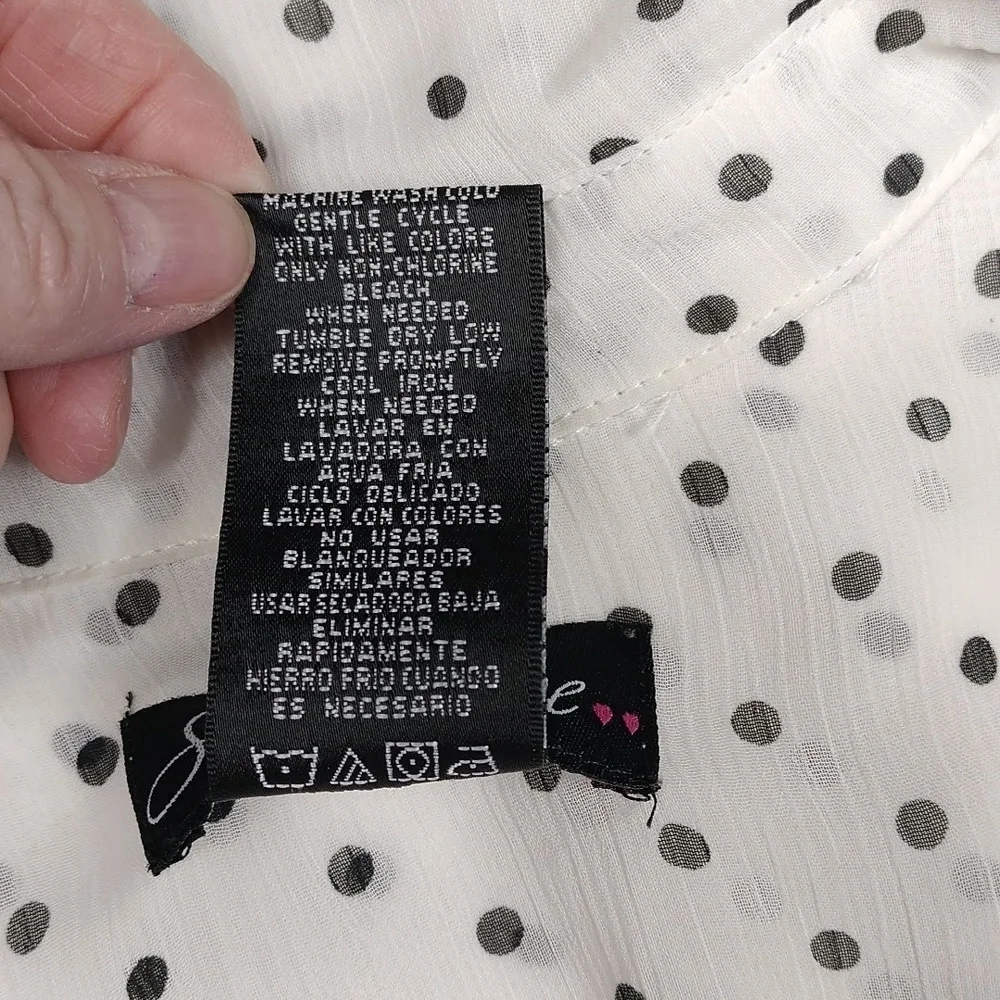 MACHINE WASH COLD
GENTLE CYCLE
WITH LIKE COLORS
ONLY NON-CHLORINE
BLEACH
WHEN NEEDED
TUMBLE DRY LOW
REMOVE PROMPTLY
COOL IRON
WHEN NEEDED
LAVAR EN
LAVADORA CON
AGUA FRIA
CICLO DELICADO
LAVAR CON COLORES
NO USAR
BLANQUEADOR
SIMILARES
USAR SECADORA BAJA
ELIMINAR
RAPIDAMENTE
HIERRO FRIO CUANDO
ES NECESARIO